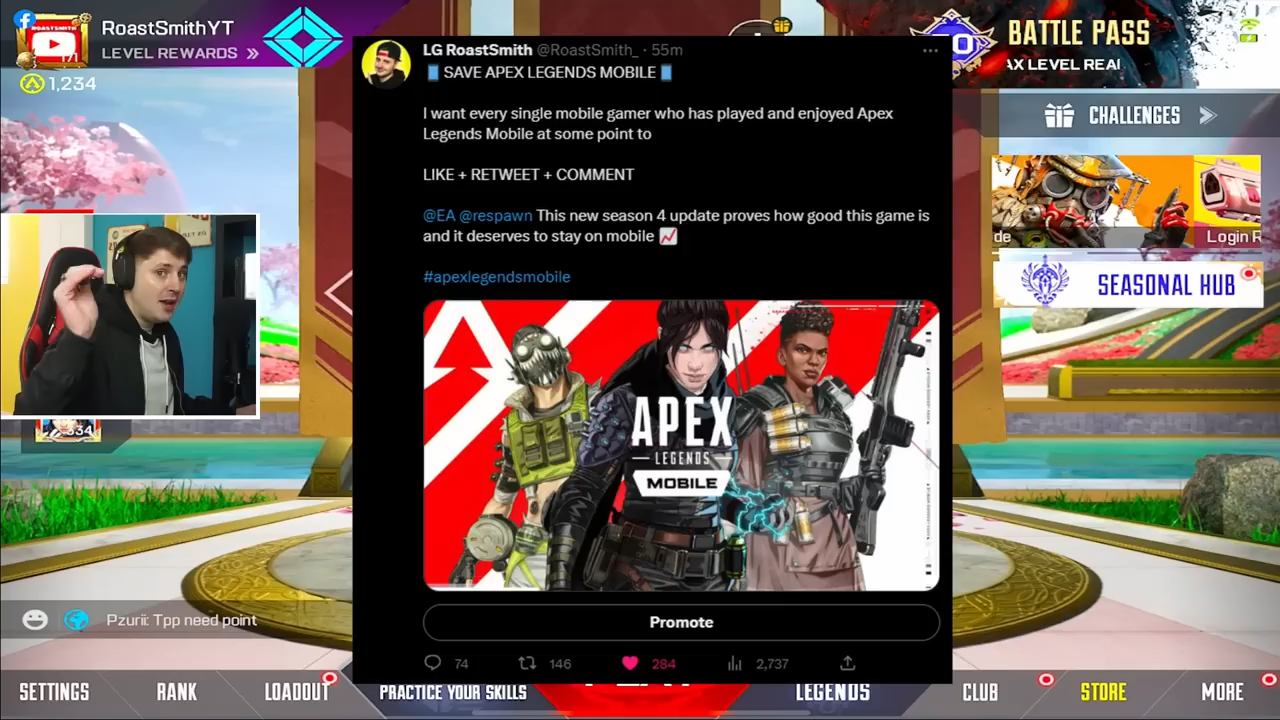 RoastSmithYT
LEVEL REWARDS »
1,234
LG RoastSmith @RoastSmith_ · 55m
SAVE APEX LEGENDS MOBILE
I want every single mobile gamer who has played and enjoyed Apex
Legends Mobile at some point to
LIKE + RETWEET + COMMENT
@EA @respawn This new season 4 update proves how good this game is
and it deserves to stay on mobile
#apexlegendsmobile
APEX
LEGENDS
MOBILE
Promote
74 146 284 2,737
BATTLE PASS
AX LEVEL REA
CHALLENGES
de
Login R
SEASONAL HUB
334
Pzurii: Tpp need point
SETTINGS
RANK
LOADOUT
PRACTICE YOUR SKILLS
LEGENDS
CLUB
STORE
MORE